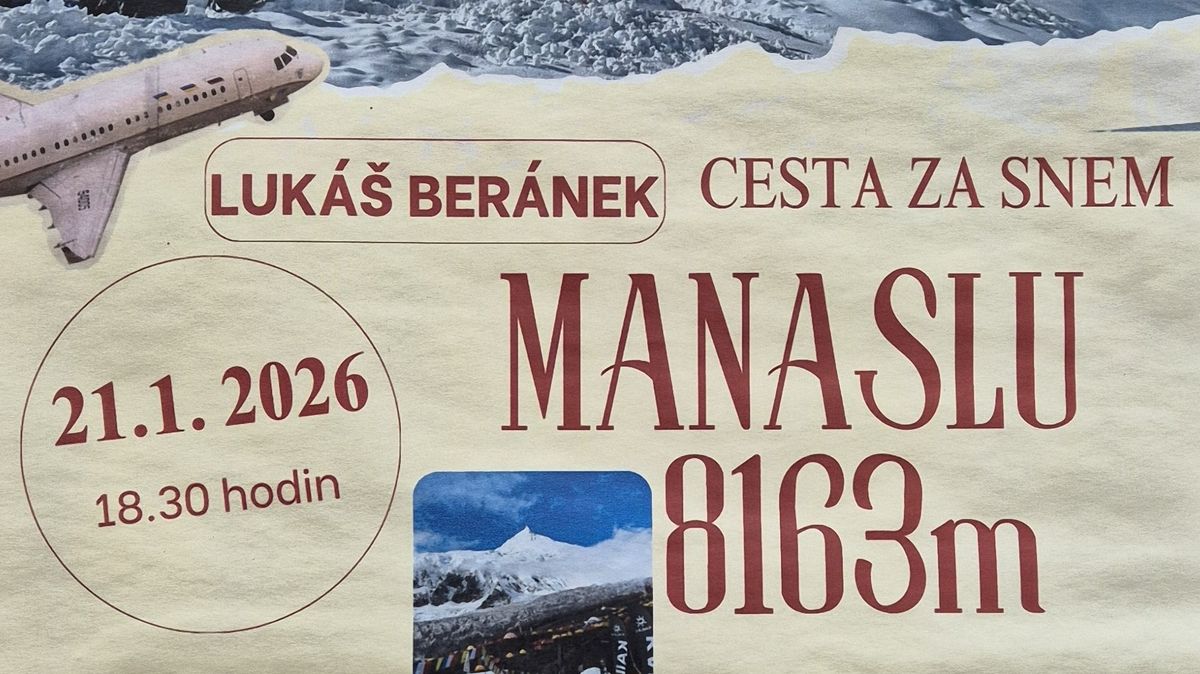 LUKÁŠ BERÁNEK
CESTA ZA SNEM
MANASLU
8163m
21.1. 2026
18.30 hodin